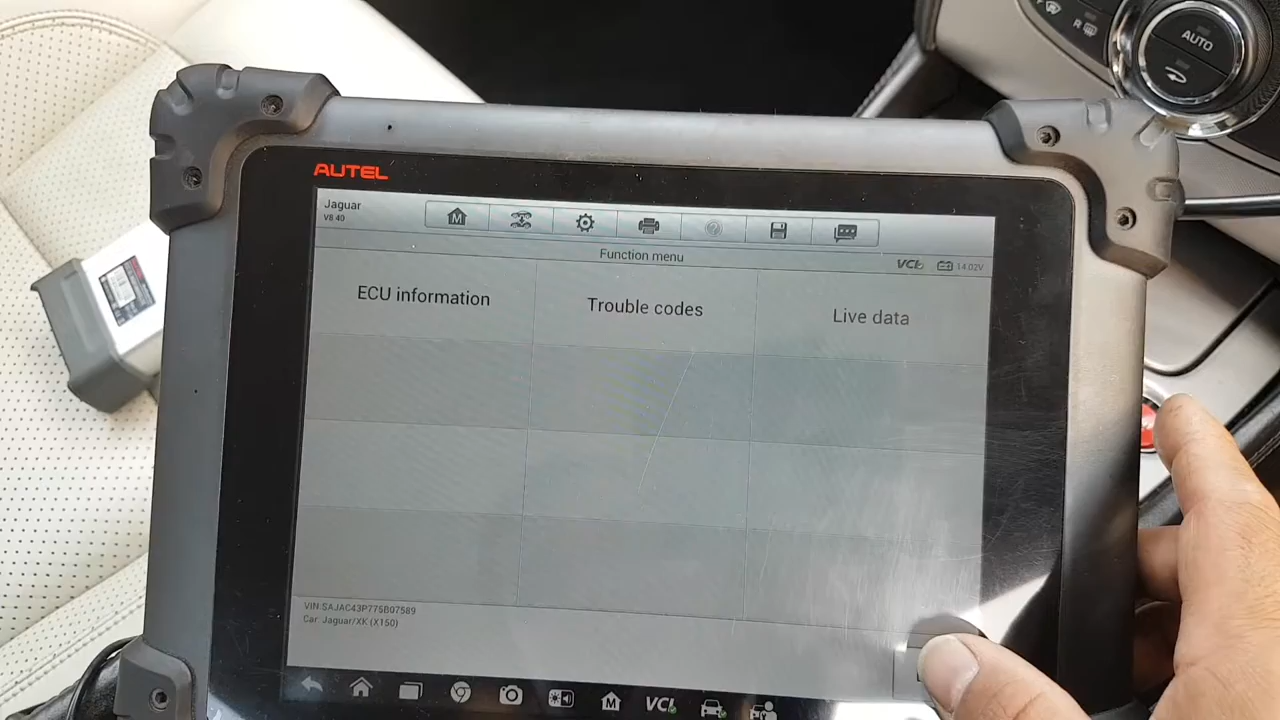 AUTO
R
AUTEL
Jaguar
V8.40
M
Function menu
VCI
14.02V
ECU information
Trouble codes
Live data
VIN:SAJAC43P775B07589
Car: Jaguar/XK (X150)
M
VCI